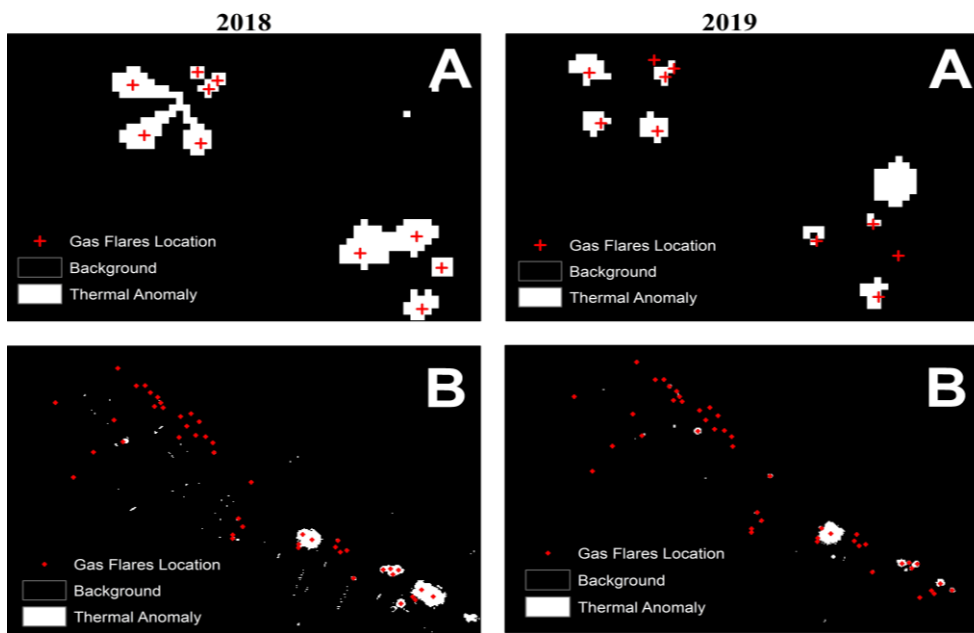 2018
2019
A
A
Gas Flares Location
Background
Thermal Anomaly
Gas Flares Location
Background
Thermal Anomaly
B
B
Gas Flares Location
Background
Thermal Anomaly
Gas Flares Location
Background
Thermal Anomaly